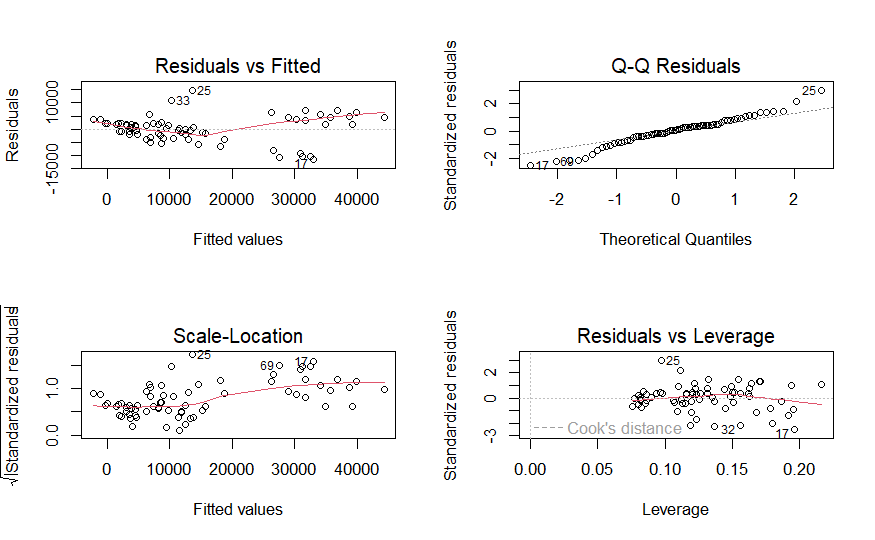 Residuals vs Fitted
Residuals
10000
-15000
25
33
17
0 10000 20000 30000 40000
Fitted values
Q-Q Residuals
Standardized residuals
2
0
-2
25
17
69
-2 -1 0 1 2
Theoretical Quantiles
Scale-Location
√|Standardized residuals|
1.0
0.0
25
69
17
0 10000 20000 30000 40000
Fitted values
Residuals vs Leverage
Standardized residuals
2
0
-3
25
Cook's distance
32
17
0.00 0.05 0.10 0.15 0.20
Leverage